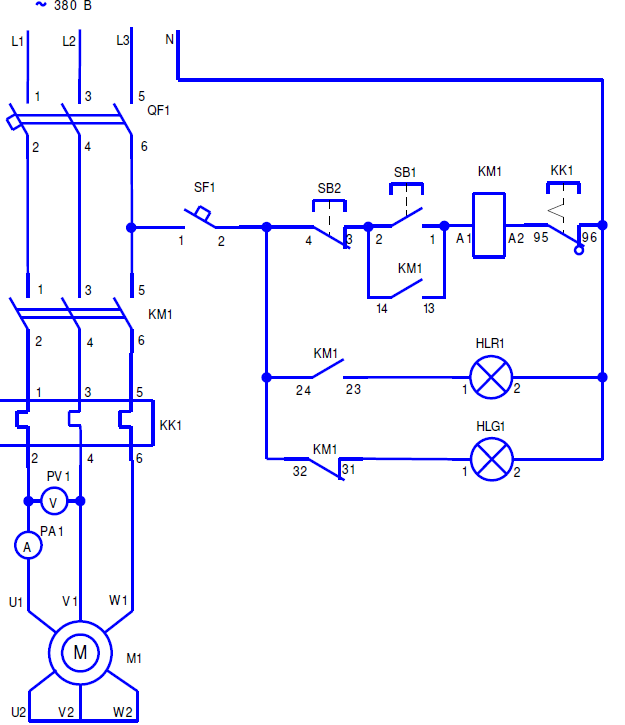 ~ 380 В
L1 L2 L3 N
1 3 5
QF1
2 4 6
SF1 SB2 SB1 KM1 KK1
1 2 4 3 2 1 A1 A2 95 96
KM1
14 13
1 3 5
KM1
2 4 6
KM1 HLR1
24 23 1 2
1 3 5
KK1
KM1 HLG1
32 31 1 2
2 4 6
PV1
V
PA1
A
U1 V1 W1
M
M1
U2 V2 W2